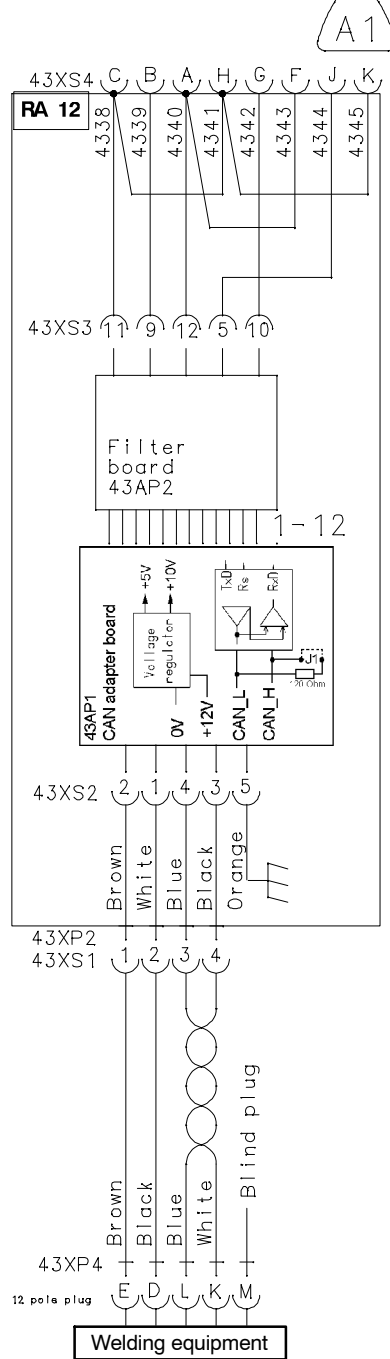 A1
43XS4 C B A H G F J K
RA 12
4338 4339 4340 4341 4342 4343 4344 4345
43XS3 11 9 12 5 10
Filter
board
43AP2
1-12
+5V +10V
TxD Rs RxD
Voltage
regulator
J1
120 Ohm
43AP1
CAN adapter board
0V +12V CAN_L CAN_H
43XS2 2 1 4 3 5
Brown White Blue Black Orange
43XP2
43XS1 1 2 3 4
Brown Black Blue White Blind plug
43XP4
12 pole plug E D L K M
Welding equipment